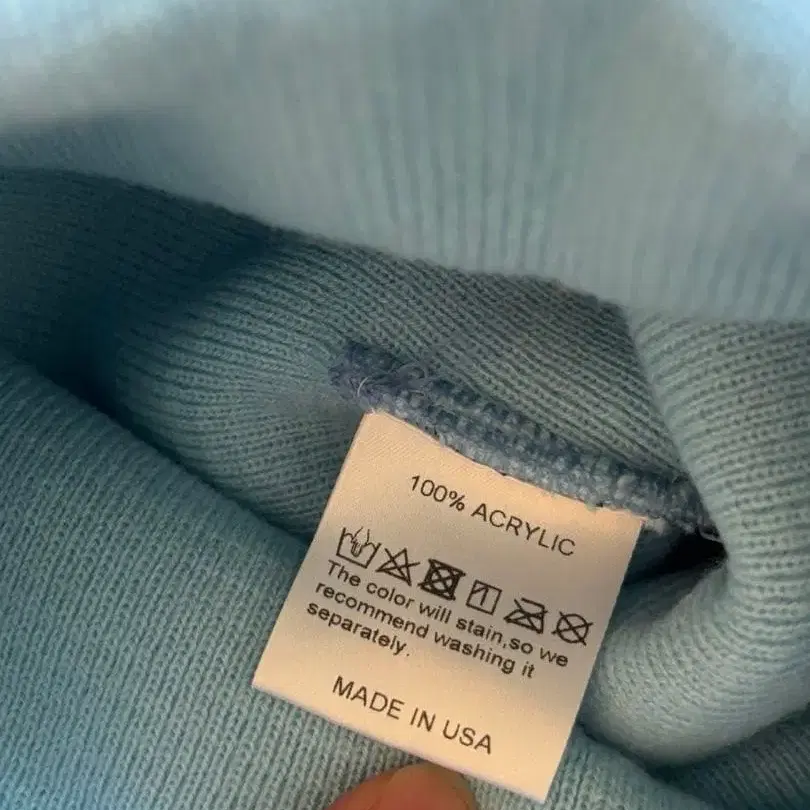 100% ACRYLIC
The color will stain,so we
recommend washing it
separately.
MADE IN USA